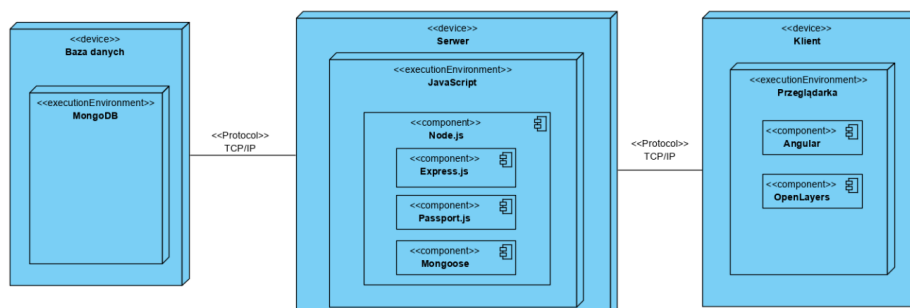 <<device>>
Baza danych
<<executionEnvironment>>
MongoDB
<<Protocol>>
TCP/IP
<<device>>
Serwer
<<executionEnvironment>>
JavaScript
<<component>>
Node.js
<<component>>
Express.js
<<component>>
Passport.js
<<component>>
Mongoose
<<Protocol>>
TCP/IP
<<device>>
Klient
<<executionEnvironment>>
Przeglądarka
<<component>>
Angular
<<component>>
OpenLayers